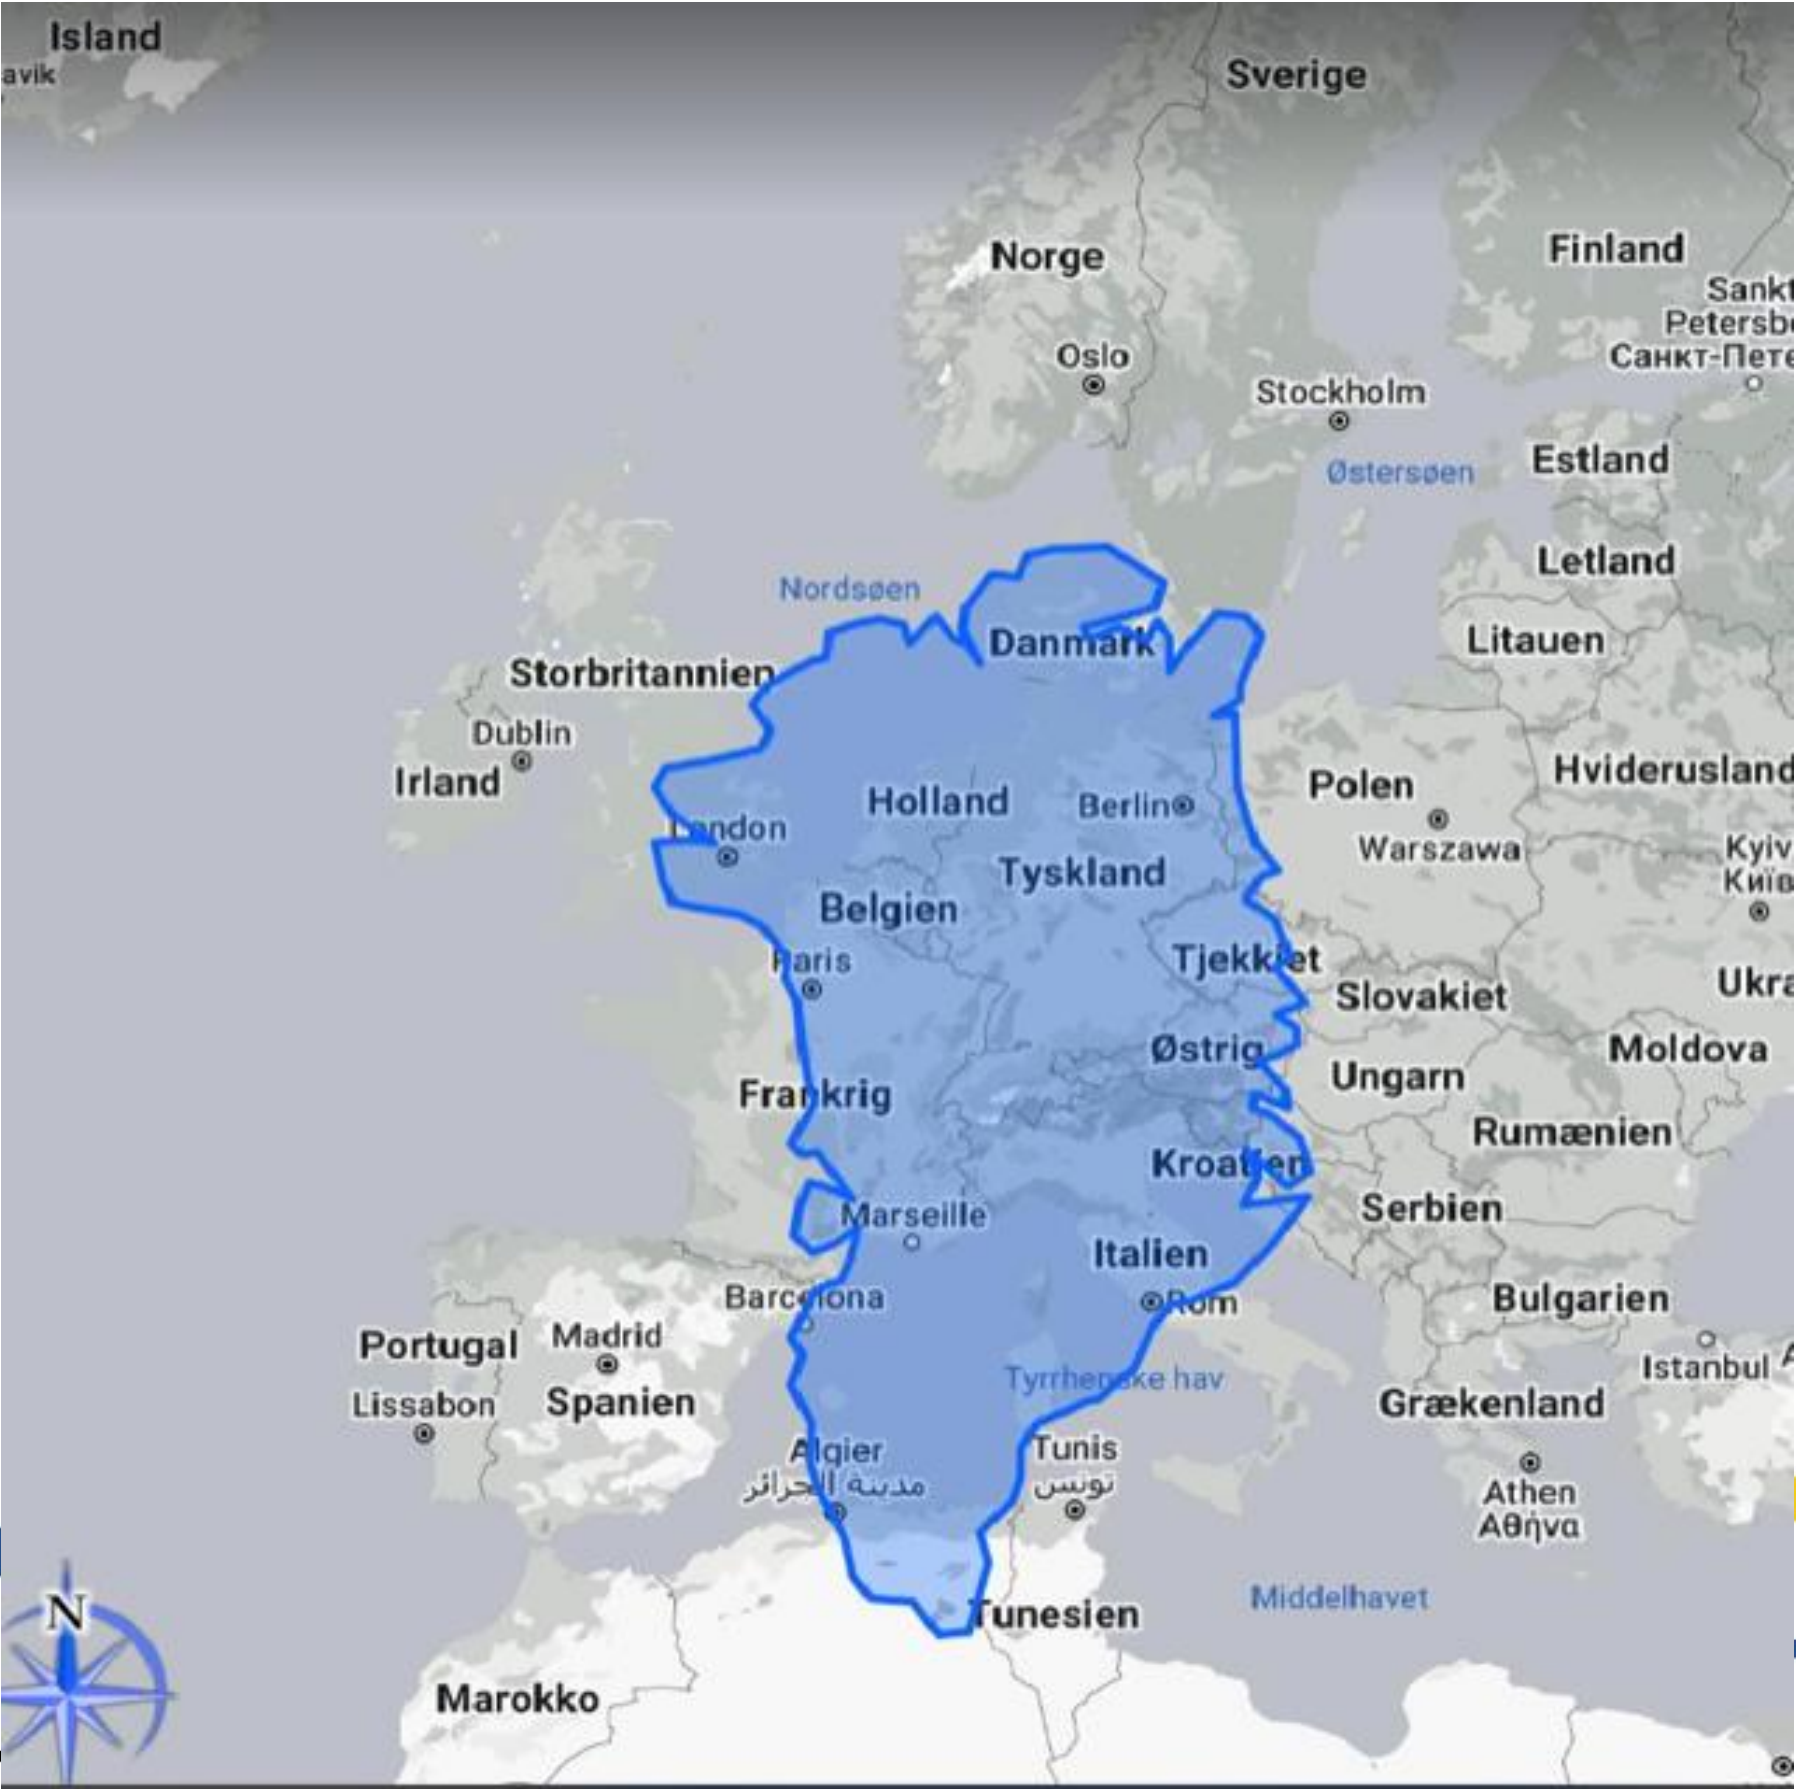 Island
avik
Sverige
Norge
Finland
Sankt
Petersb
Санкт-Пете
Oslo
Stockholm
Østersøen
Estland
Letland
Nordsøen
Danmark
Litauen
Storbritannien
Dublin
Irland
Holland
Berlin
Polen
Hviderusland
London
Warszawa
Kyiv
Київ
Tyskland
Belgien
Paris
Tjekkiet
Slovakiet
Ukra
Østrig
Moldova
Ungarn
Frankrig
Rumænien
Kroatien
Serbien
Marseille
Italien
Barcelona
Rom
Bulgarien
Portugal
Madrid
Istanbul
A
Tyrrhenske hav
Lissabon
Spanien
Grækenland
Algier
مدينة الجزائر
Tunis
تونس
Athen
Αθήνα
Middelhavet
N
Tunesien
Marokko